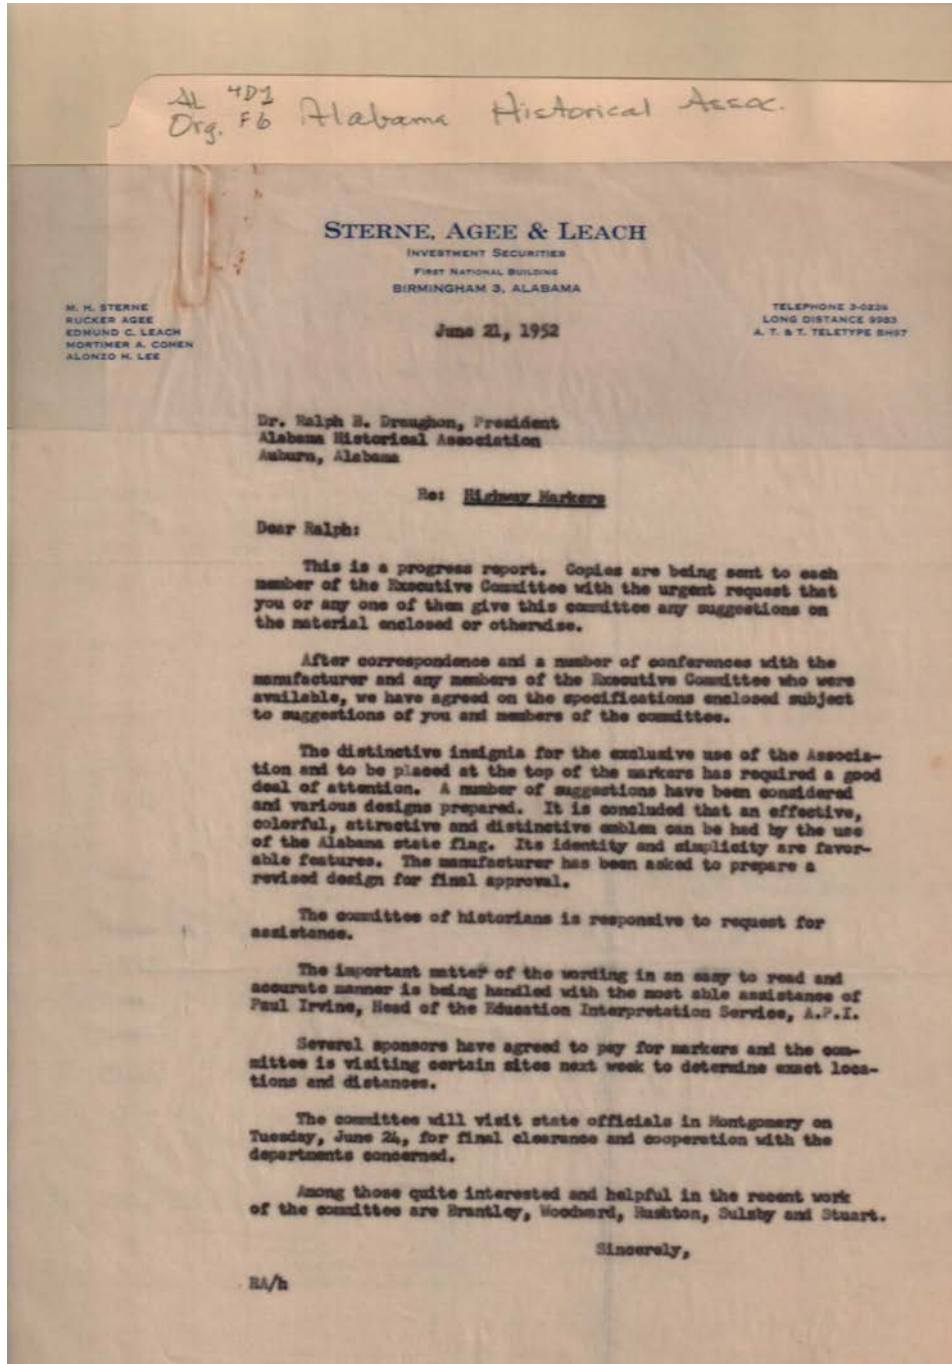 AL 4D1
Org. F6 Alabama Historical Assoc.
STERNE, AGEE & LEACH
INVESTMENT SECURITIES
FIRST NATIONAL BUILDING
BIRMINGHAM 3, ALABAMA
M. H. STERNE
RUCKER AGEE
EDMUND C. LEACH
MORTIMER A. COHEN
ALONZO H. LEE
TELEPHONE 3-0236
LONG DISTANCE 9983
A. T. & T. TELETYPE BH97
June 21, 1952
Dr. Ralph B. Draughon, President
Alabama Historical Association
Auburn, Alabama
Re: Highway Markers
Dear Ralph:
This is a progress report. Copies are being sent to each
member of the Executive Committee with the urgent request that
you or any one of them give this committee any suggestions on
the material enclosed or otherwise.
After correspondence and a number of conferences with the
manufacturer and any members of the Executive Committee who were
available, we have agreed on the specifications enclosed subject
to suggestions of you and members of the committee.
The distinctive insignia for the exclusive use of the Associa-
tion and to be placed at the top of the markers has required a good
deal of attention. A number of suggestions have been considered
and various designs prepared. It is concluded that an effective,
colorful, attractive and distinctive emblem can be had by the use
of the Alabama state flag. Its identity and simplicity are favor-
able features. The manufacturer has been asked to prepare a
revised design for final approval.
The committee of historians is responsive to request for
assistance.
The important matter of the wording in an easy to read and
accurate manner is being handled with the most able assistance of
Paul Irvine, Head of the Education Interpretation Service, A.P.I.
Several sponsors have agreed to pay for markers and the com-
mittee is visiting certain sites next week to determine exact loca-
tions and distances.
The committee will visit state officials in Montgomery on
Tuesday, June 24, for final clearance and cooperation with the
departments concerned.
Among those quite interested and helpful in the recent work
of the committee are Brantley, Woodward, Rushton, Sulzby and Stuart.
Sincerely,
RA/h